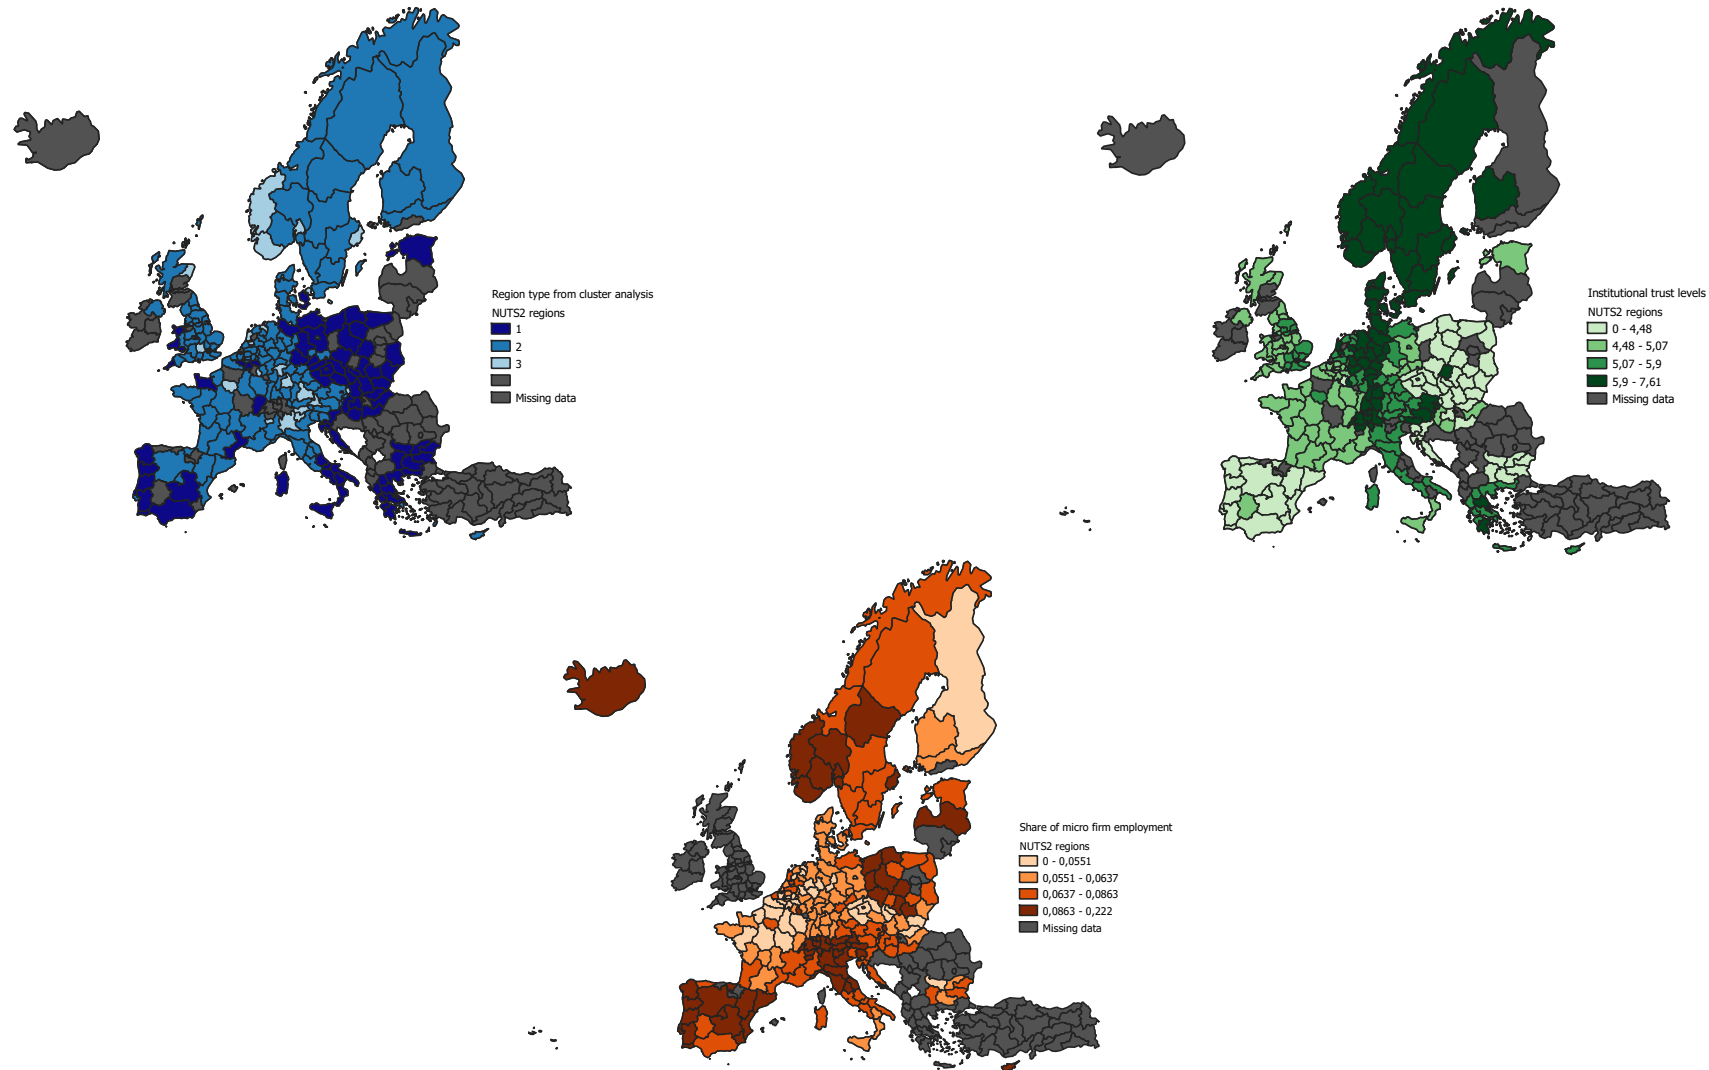 Region type from cluster analysis
NUTS2 regions
1
2
3
Missing data
Institutional trust levels
NUTS2 regions
0 - 4,48
4,48 - 5,07
5,07 - 5,9
5,9 - 7,61
Missing data
Share of micro firm employment
NUTS2 regions
0 - 0,0551
0,0551 - 0,0637
0,0637 - 0,0863
0,0863 - 0,222
Missing data